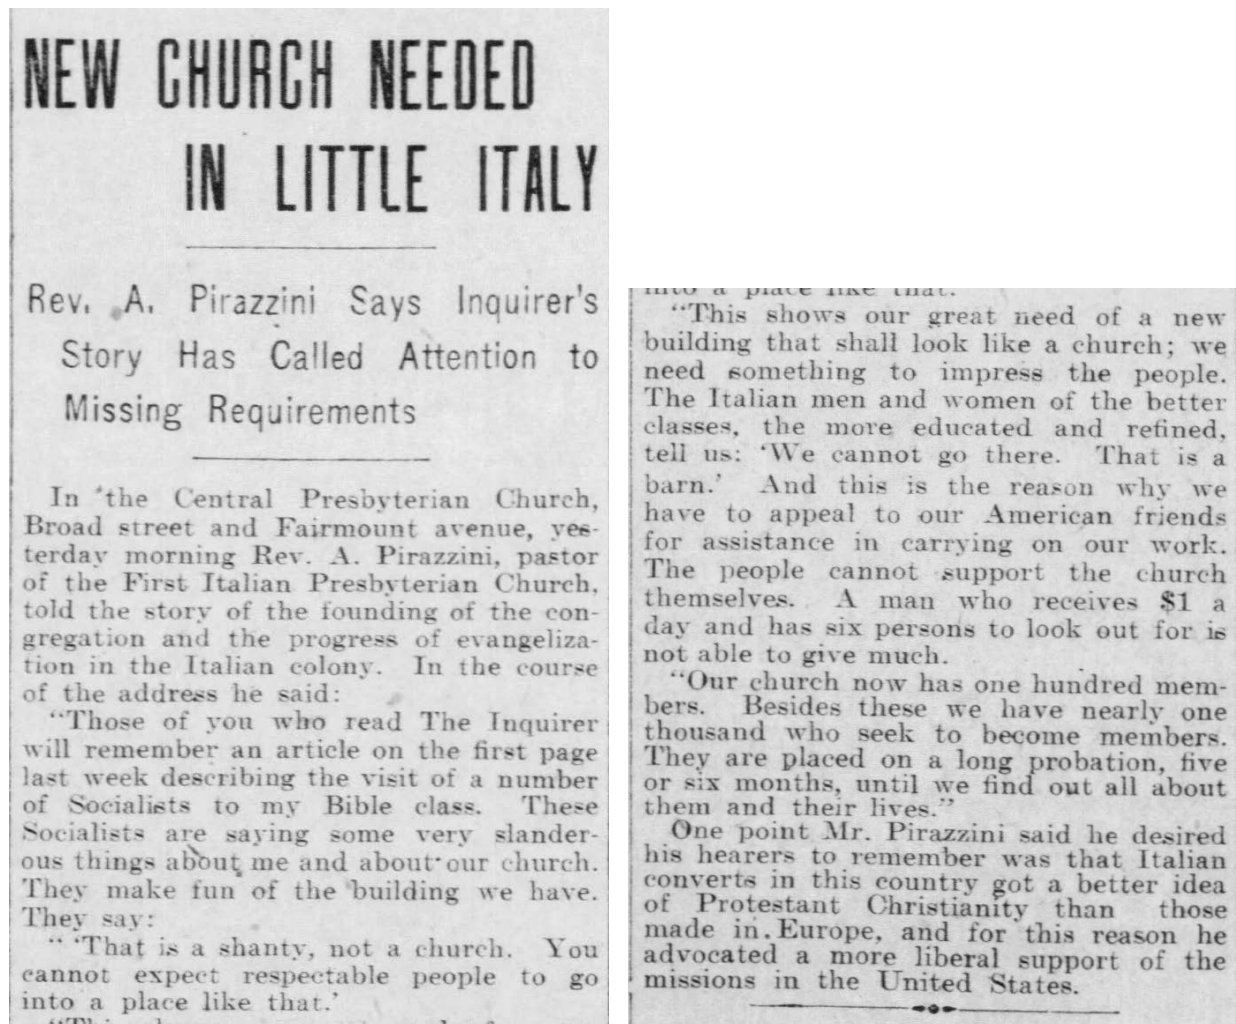 NEW CHURCH NEEDED
IN LITTLE ITALY
Rev. A. Pirazzini Says Inquirer's
Story Has Called Attention to
Missing Requirements
In the Central Presbyterian Church,
Broad street and Fairmount avenue, yes-
terday morning Rev. A. Pirazzini, pastor
of the First Italian Presbyterian Church,
told the story of the founding of the con-
gregation and the progress of evangeliza-
tion in the Italian colony. In the course
of the address he said:
"Those of you who read The Inquirer
will remember an article on the first page
last week describing the visit of a number
of Socialists to my Bible class. These
Socialists are saying some very slander-
ous things about me and about our church.
They make fun of the building we have.
They say:
" 'That is a shanty, not a church. You
cannot expect respectable people to go
into a place like that.'
into a place like that.
"This shows our great need of a new
building that shall look like a church; we
need something to impress the people.
The Italian men and women of the better
classes, the more educated and refined,
tell us: 'We cannot go there. That is a
barn.' And this is the reason why we
have to appeal to our American friends
for assistance in carrying on our work.
The people cannot support the church
themselves. A man who receives $1 a
day and has six persons to look out for is
not able to give much.
"Our church now has one hundred mem-
bers. Besides these we have nearly one
thousand who seek to become members.
They are placed on a long probation, five
or six months, until we find out all about
them and their lives."
One point Mr. Pirazzini said he desired
his hearers to remember was that Italian
converts in this country got a better idea
of Protestant Christianity than those
made in Europe, and for this reason he
advocated a more liberal support of the
missions in the United States.